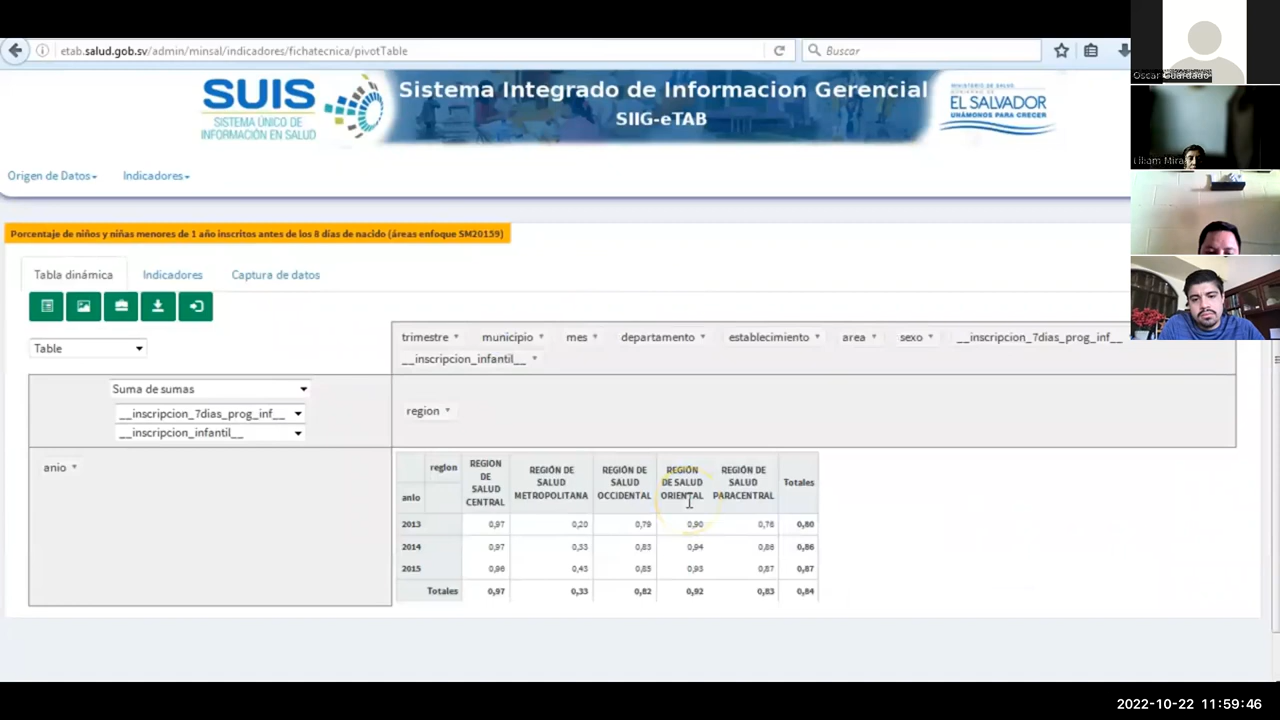 etab.salud.gob.sv/admin/minsal/indicadores/fichatecnica/pivotTable
Buscar
SUIS
SISTEMA ÚNICO DE
INFORMACIÓN EN SALUD
Sistema Integrado de Informacion Gerencial
SIIG-eTAB
MINISTERIO DE SALUD
GOBIERNO DE
EL SALVADOR
UNÁMONOS PARA CRECER
Oscar Guardado
Origen de Datos
Indicadores
Porcentaje de niños y niñas menores de 1 año inscritos antes de los 8 días de nacido (áreas enfoque SM20159)
Tabla dinámica
Indicadores
Captura de datos
Table
trimestre
municipio
mes
departamento
establecimiento
area
sexo
__inscripcion_7dias_prog_inf__
__inscripcion_infantil__
Suma de sumas
__inscripcion_7dias_prog_inf__
__inscripcion_infantil__
region
anio
region
anio
REGION DE SALUD CENTRAL
REGIÓN DE SALUD METROPOLITANA
REGIÓN DE SALUD OCCIDENTAL
REGIÓN DE SALUD ORIENTAL
REGIÓN DE SALUD PARACENTRAL
Totales
2013 0,97 0,20 0,79 0,90 0,76 0,80
2014 0,97 0,33 0,83 0,94 0,86 0,86
2015 0,96 0,43 0,85 0,93 0,87 0,87
Totales 0,97 0,33 0,82 0,92 0,83 0,84
2022-10-22 11:59:46